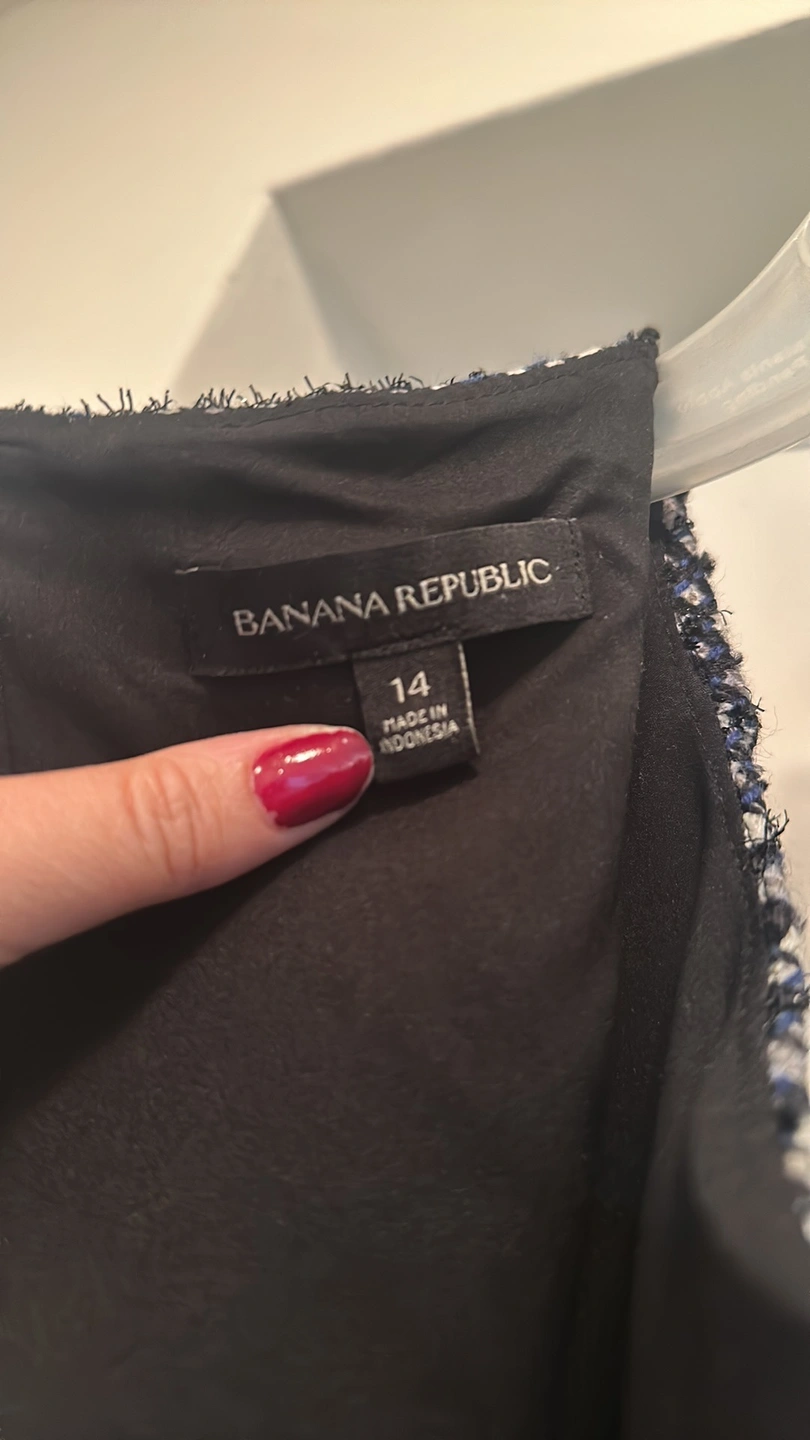 BANANA REPUBLIC
14
MADE IN
INDONESIA